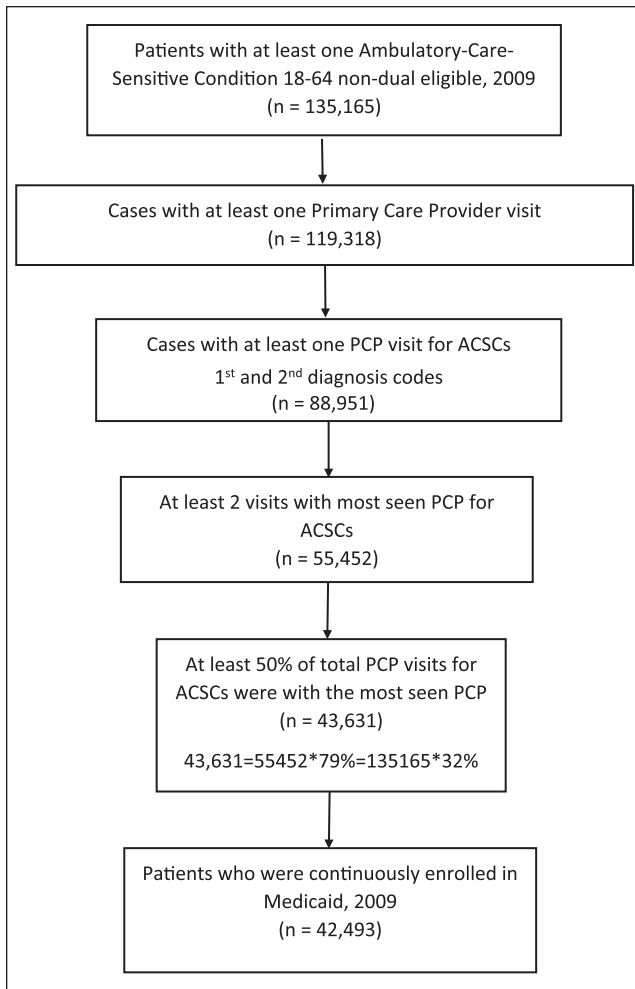 Patients with at least one Ambulatory-Care-
Sensitive Condition 18-64 non-dual eligible, 2009
(n = 135,165)
Cases with at least one Primary Care Provider visit
(n = 119,318)
Cases with at least one PCP visit for ACSCs
1st and 2nd diagnosis codes
(n = 88,951)
At least 2 visits with most seen PCP for
ACSCs
(n = 55,452)
At least 50% of total PCP visits for
ACSCs were with the most seen PCP
(n = 43,631)
43,631=55452*79%=135165*32%
Patients who were continuously enrolled in
Medicaid, 2009
(n = 42,493)